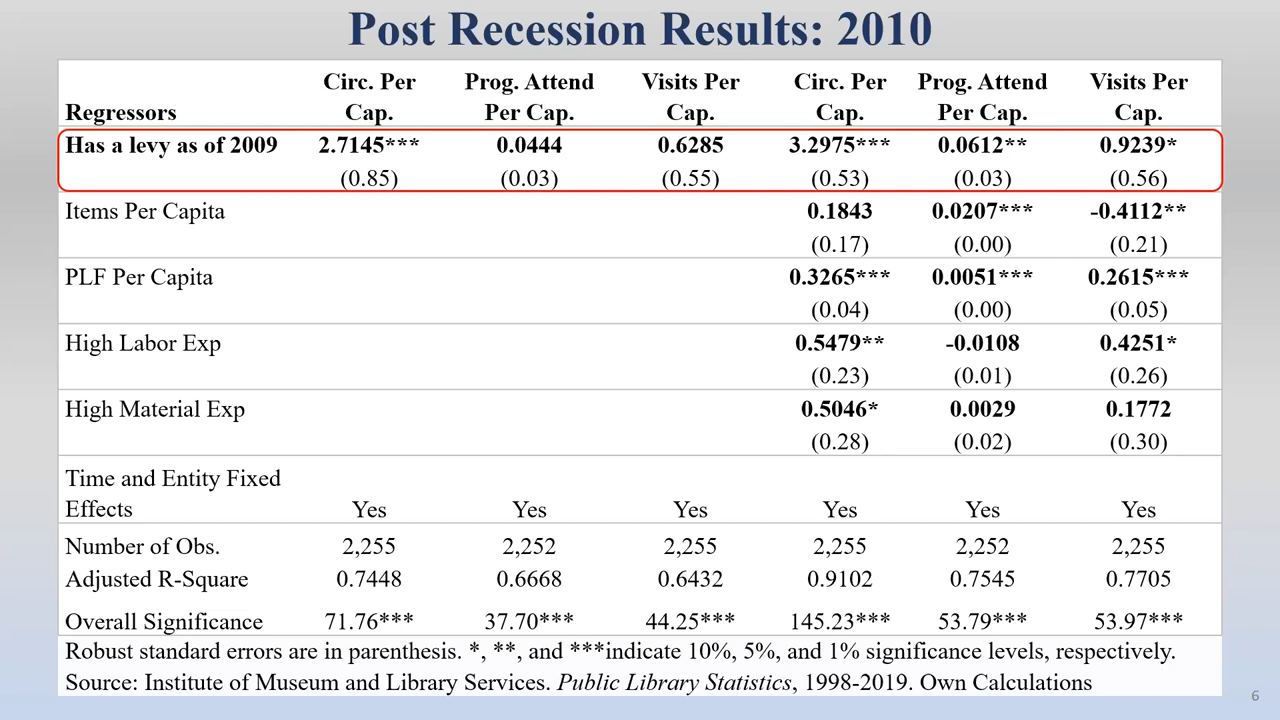 Post Recession Results: 2010
Circ. Per Prog. Attend Visits Per Circ. Per Prog. Attend Visits Per
Regressors Cap. Per Cap. Cap. Cap. Per Cap. Cap.
Has a levy as of 2009 2.7145*** 0.0444 0.6285 3.2975*** 0.0612** 0.9239*
(0.85) (0.03) (0.55) (0.53) (0.03) (0.56)
Items Per Capita 0.1843 0.0207*** -0.4112**
(0.17) (0.00) (0.21)
PLF Per Capita 0.3265*** 0.0051*** 0.2615***
(0.04) (0.00) (0.05)
High Labor Exp 0.5479** -0.0108 0.4251*
(0.23) (0.01) (0.26)
High Material Exp 0.5046* 0.0029 0.1772
(0.28) (0.02) (0.30)
Time and Entity Fixed
Effects Yes Yes Yes Yes Yes Yes
Number of Obs. 2,255 2,252 2,255 2,255 2,252 2,255
Adjusted R-Square 0.7448 0.6668 0.6432 0.9102 0.7545 0.7705
Overall Significance 71.76*** 37.70*** 44.25*** 145.23*** 53.79*** 53.97***
Robust standard errors are in parenthesis. *, **, and ***indicate 10%, 5%, and 1% significance levels, respectively.
Source: Institute of Museum and Library Services. Public Library Statistics, 1998-2019. Own Calculations
6